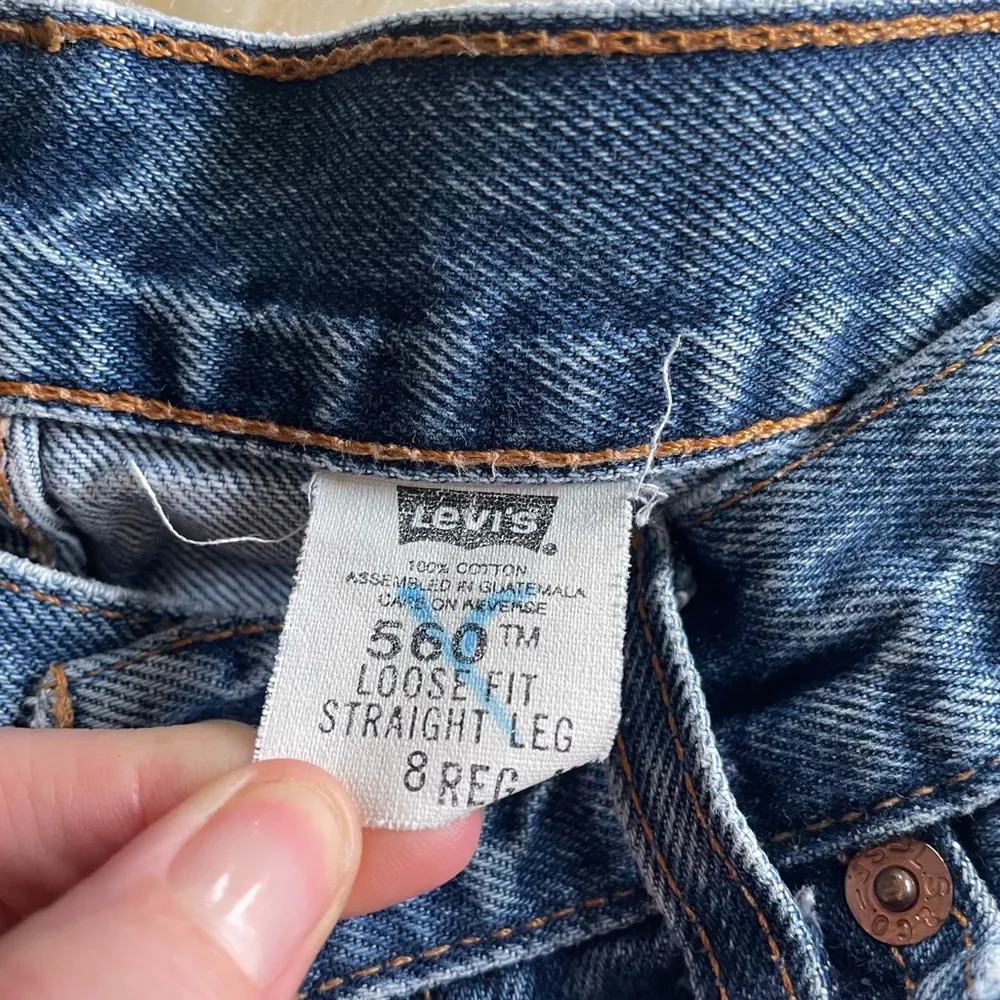 Levi's
100% COTTON
ASSEMBLED IN GUATEMALA
CARE ON REVERSE
560™
LOOSE FIT
STRAIGHT LEG
8 REG